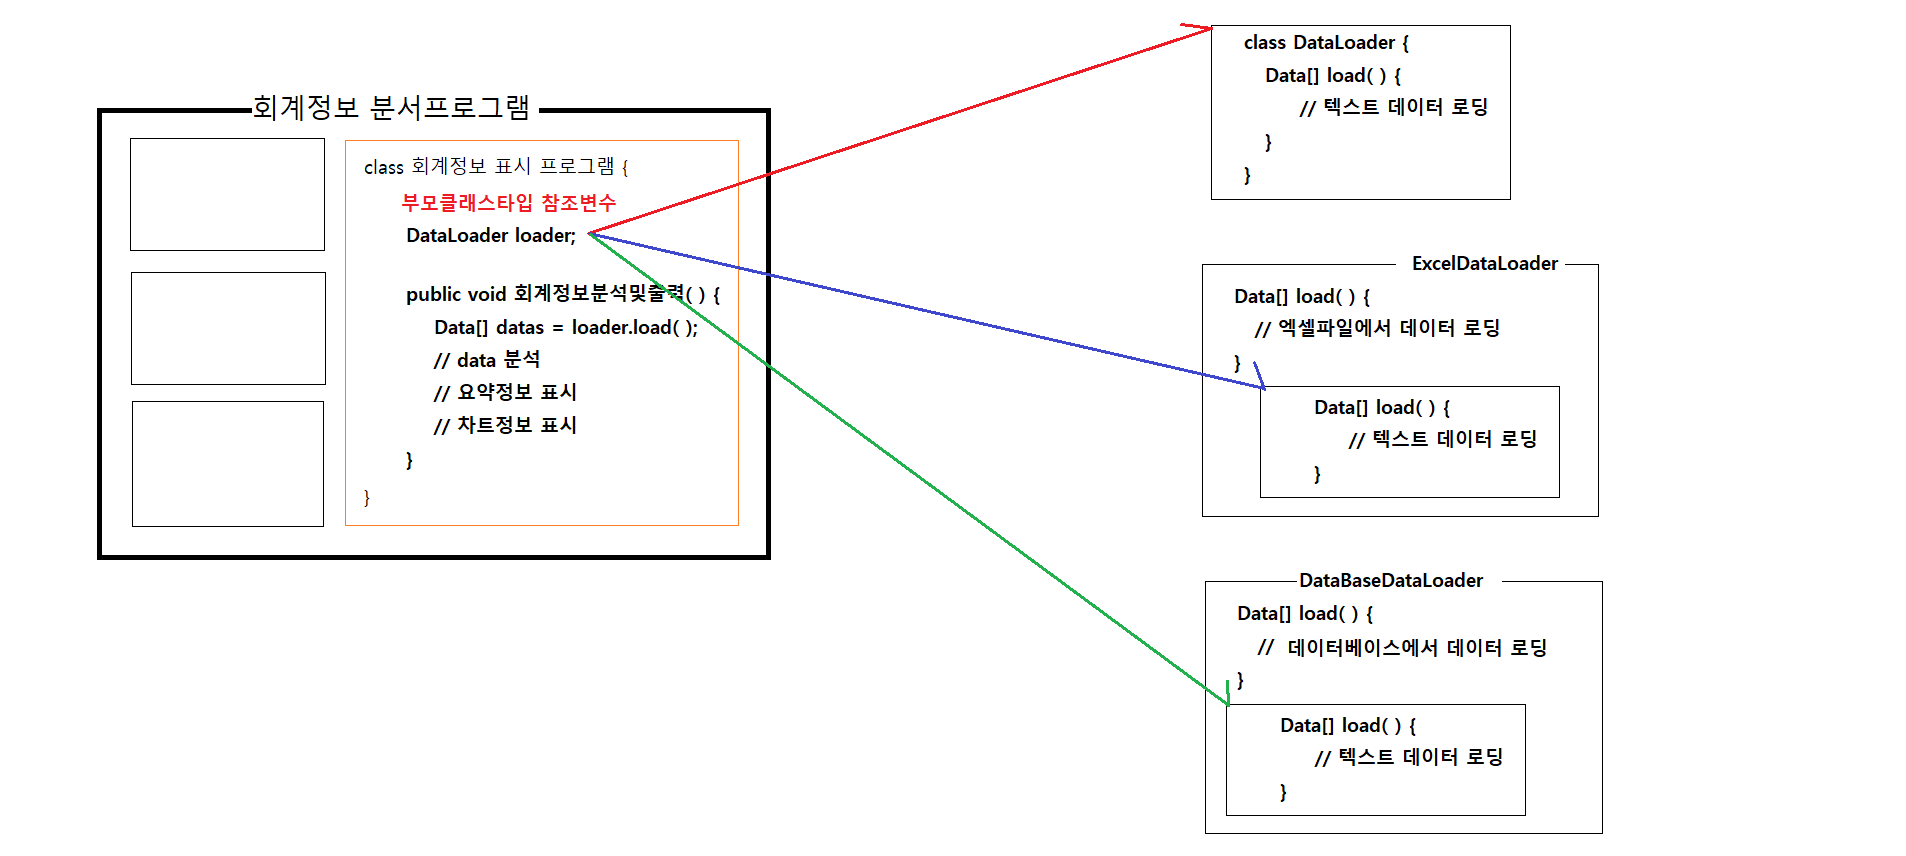 회계정보 분서프로그램
class 회계정보 표시 프로그램 {
부모클래스타입 참조변수
DataLoader loader;
public void 회계정보분석및출력( ) {
Data[] datas = loader.load( );
// data 분석
// 요약정보 표시
// 차트정보 표시
}
}
class DataLoader {
Data[] load( ) {
// 텍스트 데이터 로딩
}
}
ExcelDataLoader
Data[] load( ) {
// 엑셀파일에서 데이터 로딩
}
Data[] load( ) {
// 텍스트 데이터 로딩
}
DataBaseDataLoader
Data[] load( ) {
// 데이터베이스에서 데이터 로딩
}
Data[] load( ) {
// 텍스트 데이터 로딩
}